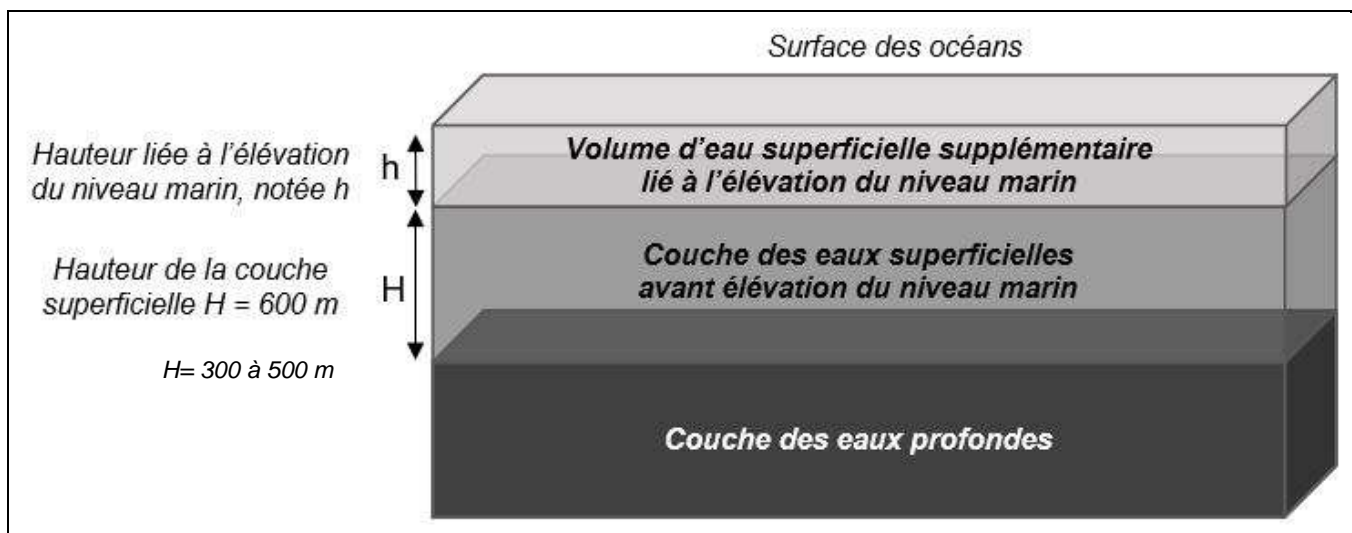 Surface des océans
Hauteur liée à l'élévation
du niveau marin, notée h
h
Volume d'eau superficielle supplémentaire
lié à l'élévation du niveau marin
Hauteur de la couche
superficielle H = 600 m
H
Couche des eaux superficielles
avant élévation du niveau marin
H= 300 à 500 m
Couche des eaux profondes